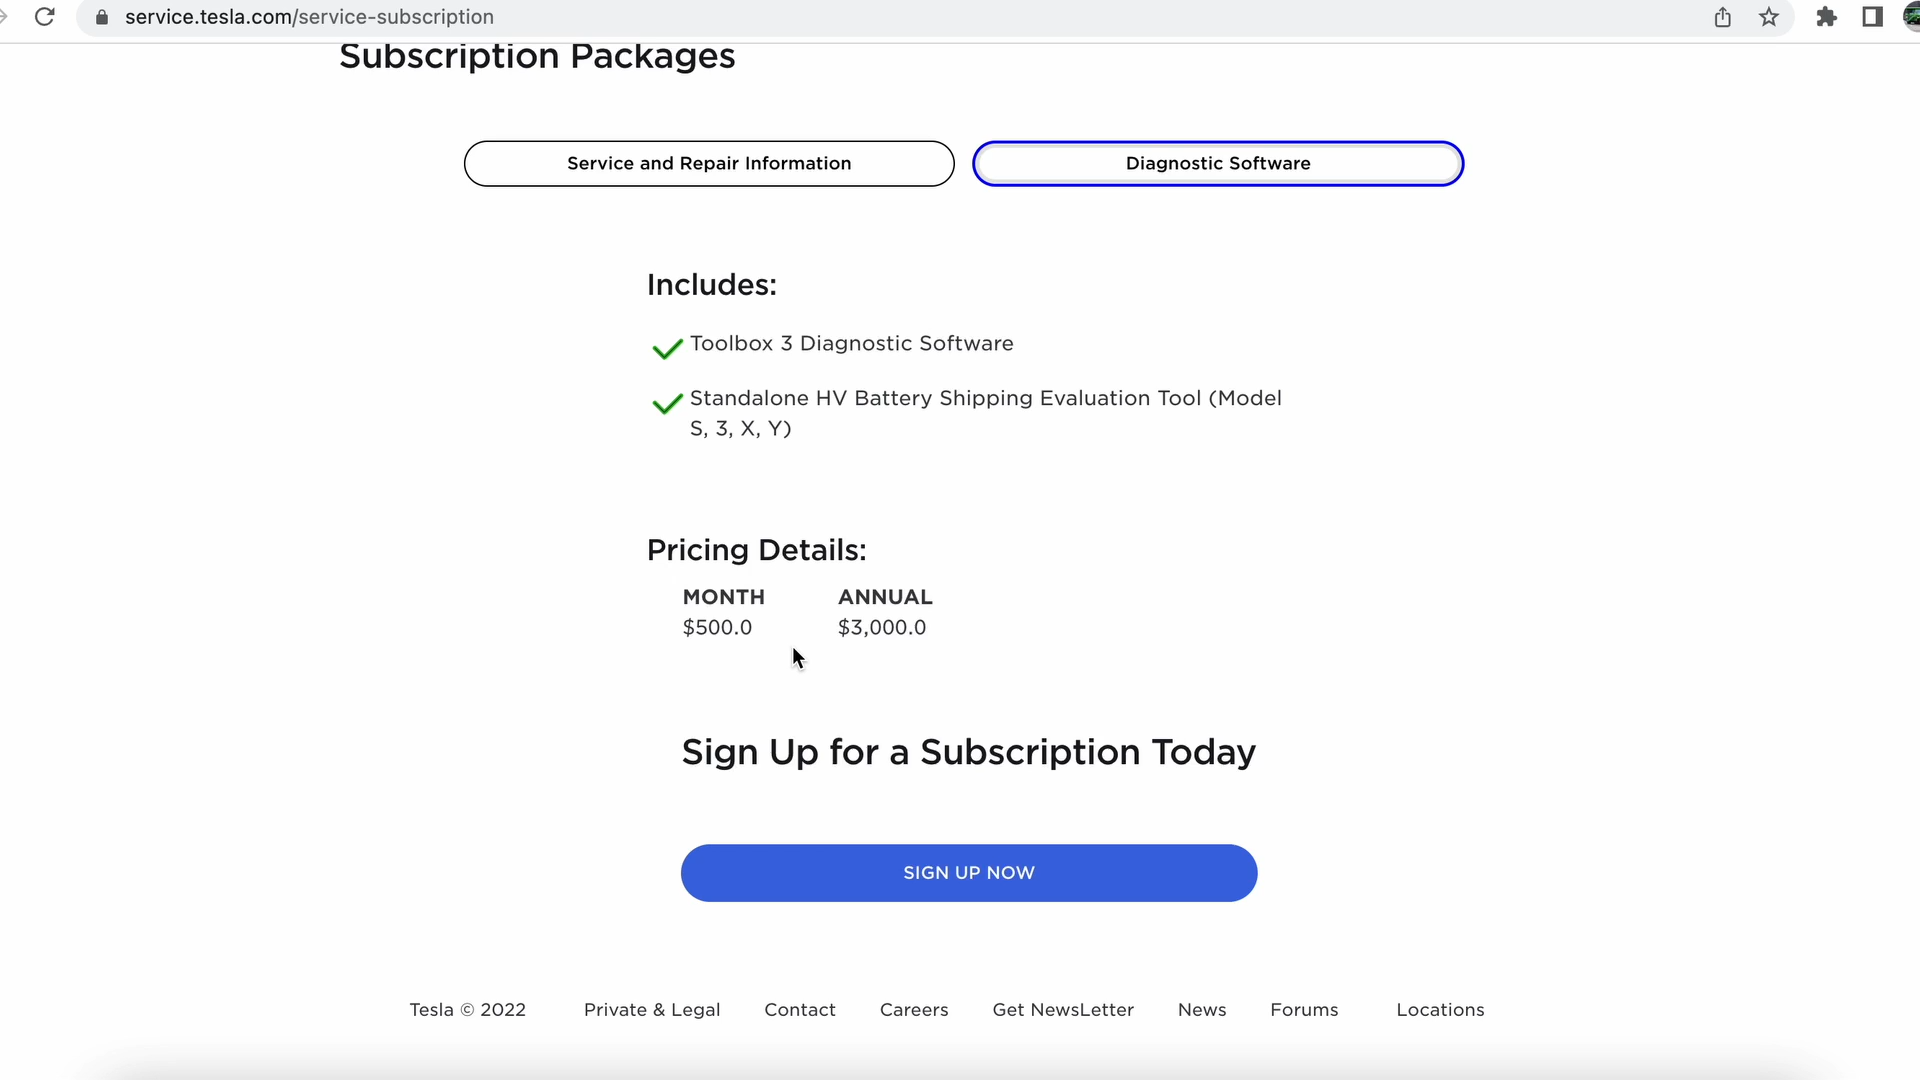 service.tesla.com/service-subscription
Subscription Packages
Service and Repair Information
Diagnostic Software
Includes:
Toolbox 3 Diagnostic Software
Standalone HV Battery Shipping Evaluation Tool (Model
S, 3, X, Y)
Pricing Details:
MONTH ANNUAL
$500.0 $3,000.0
Sign Up for a Subscription Today
SIGN UP NOW
Tesla © 2022 Private & Legal Contact Careers Get NewsLetter News Forums Locations